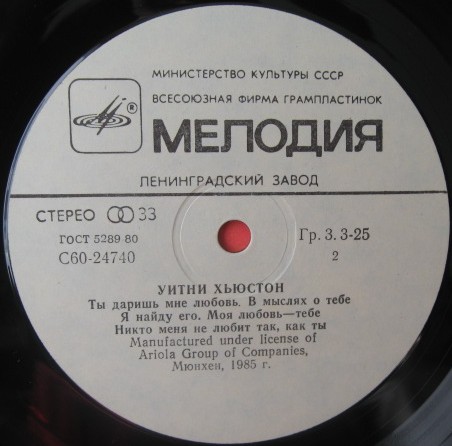 МИНИСТЕРСТВО КУЛЬТУРЫ СССР
ВСЕСОЮЗНАЯ ФИРМА ГРАМПЛАСТИНОК
® МЕЛОДИЯ
ЛЕНИНГРАДСКИЙ ЗАВОД
СТЕРЕО 33
ГОСТ 5289-80
Гр. 3. 3-25
С60-24740
2
УИТНИ ХЬЮСТОН
Ты даришь мне любовь. В мыслях о тебе
Я найду его. Моя любовь—тебе
Никто меня не любит так, как ты
Manufactured under license of
Ariola Group of Companies,
Мюнхен, 1985 г.